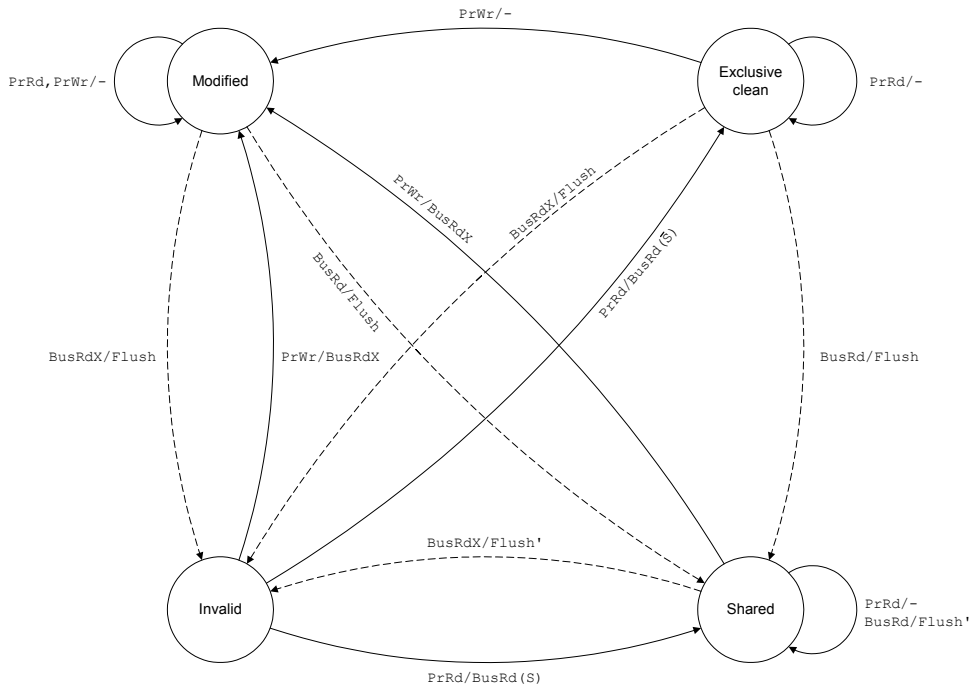 PrWr/-
PrRd,PrWr/-
Modified
Exclusive
clean
PrRd/-
PrWr/BusRdX
BusRdX/Flush
BusRd/Flush
PrRd/BusRd(S̅)
BusRdX/Flush
PrWr/BusRdX
BusRd/Flush
BusRdX/Flush'
Invalid
Shared
PrRd/-
BusRd/Flush'
PrRd/BusRd(S)